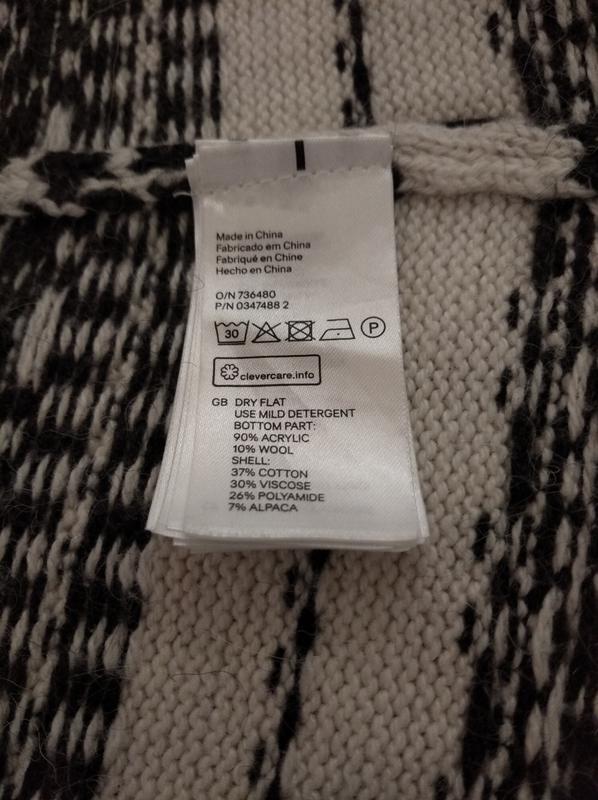 Made in China
Fabricado em China
Fabriqué en Chine
Hecho en China
O/N 736480
P/N 0347488 2
30 P
clevercare.info
GB DRY FLAT
USE MILD DETERGENT
BOTTOM PART:
90% ACRYLIC
10% WOOL
SHELL:
37% COTTON
30% VISCOSE
26% POLYAMIDE
7% ALPACA